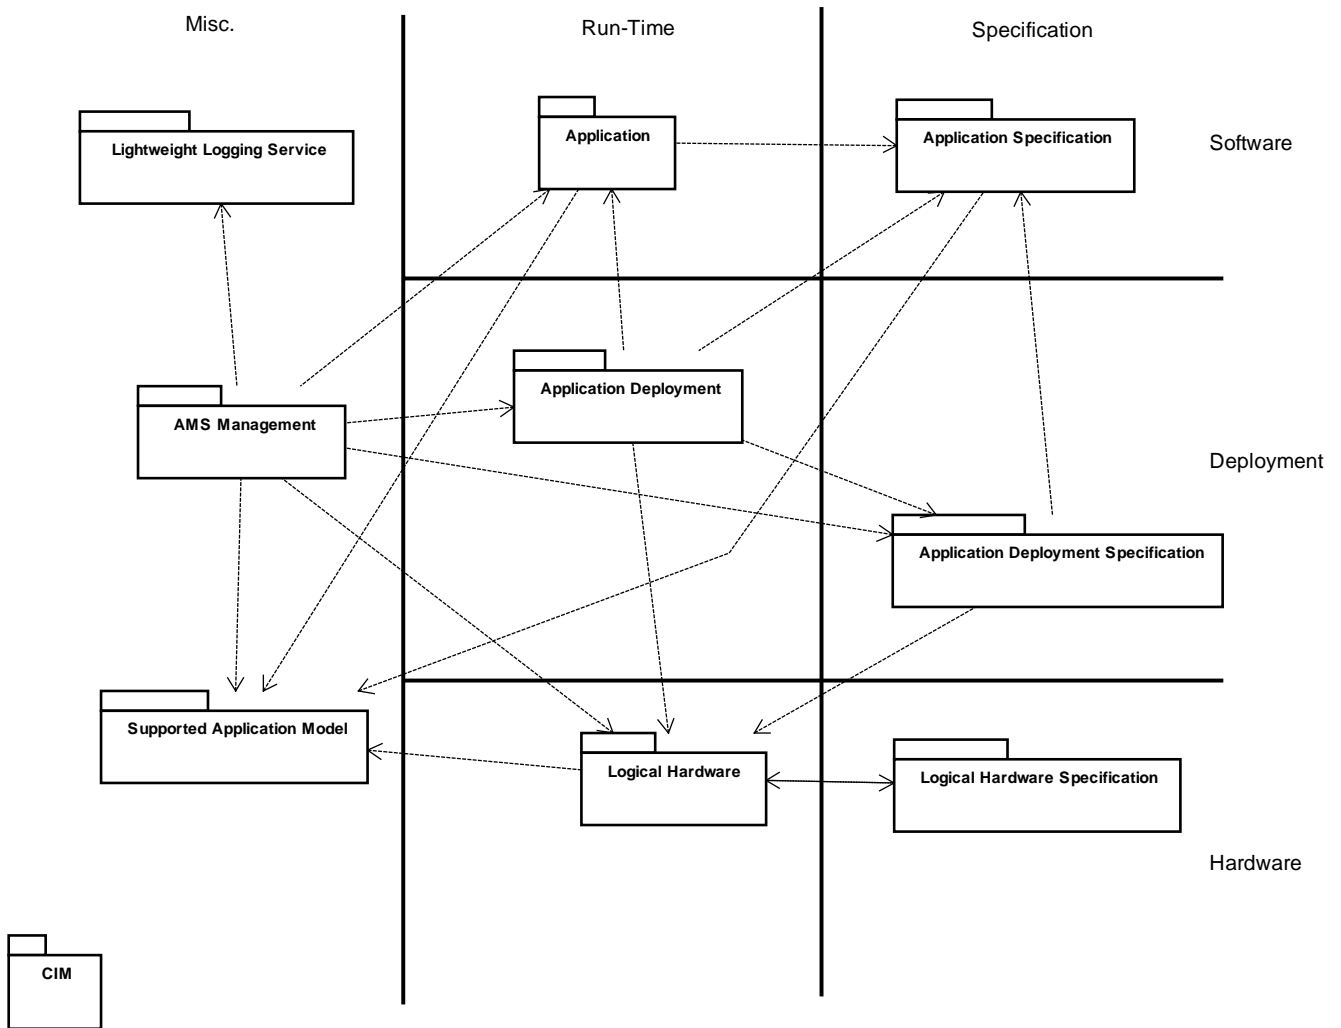 Misc.
Run-Time
Specification
Lightweight Logging Service
Application
Application Specification
Software
AMS Management
Application Deployment
Deployment
Application Deployment Specification
Supported Application Model
Logical Hardware
Logical Hardware Specification
Hardware
CIM